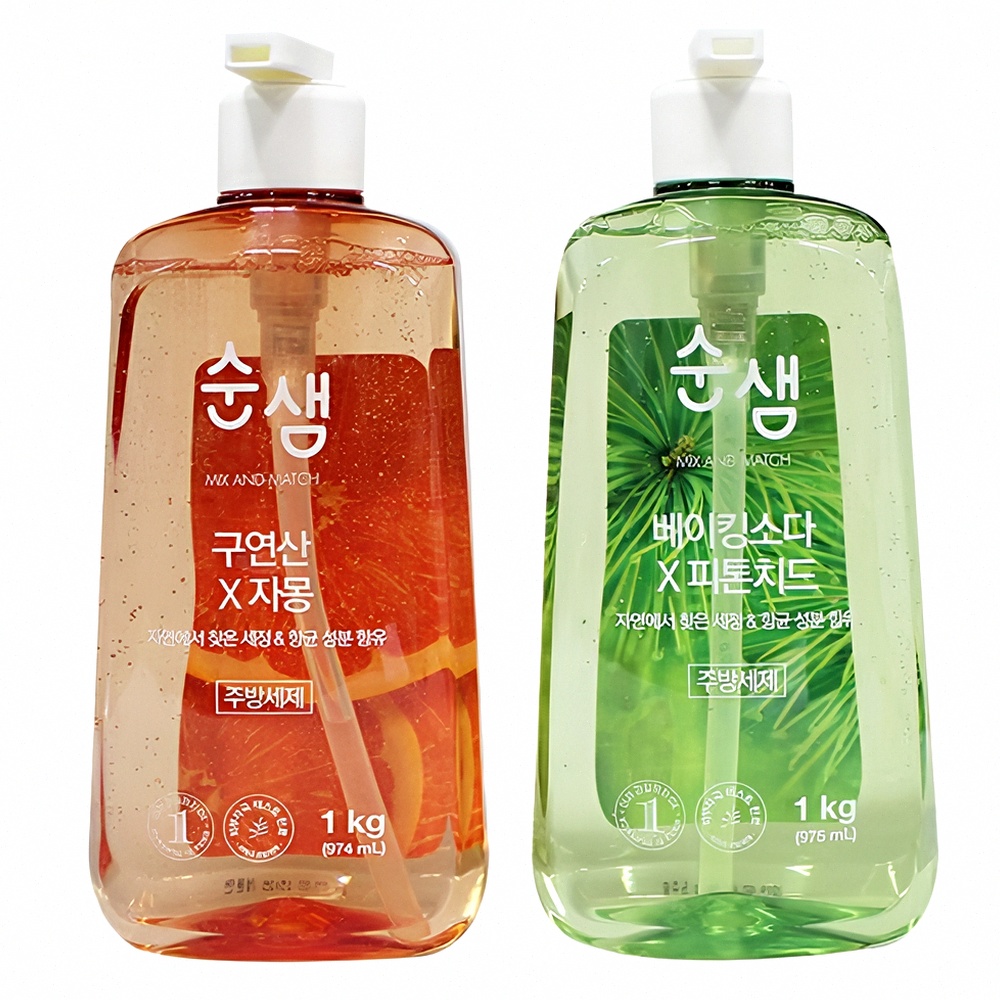 순샘
MIX AND MATCH
구연산
X 자몽
자연에서 찾은 세정 & 항균 성분 함유
주방세제
1
1 kg
(974 mL)
순샘
MIX AND MATCH
베이킹소다
X 피톤치드
자연에서 찾은 세정 & 항균 성분 함유
주방세제
1
1 kg
(975 mL)